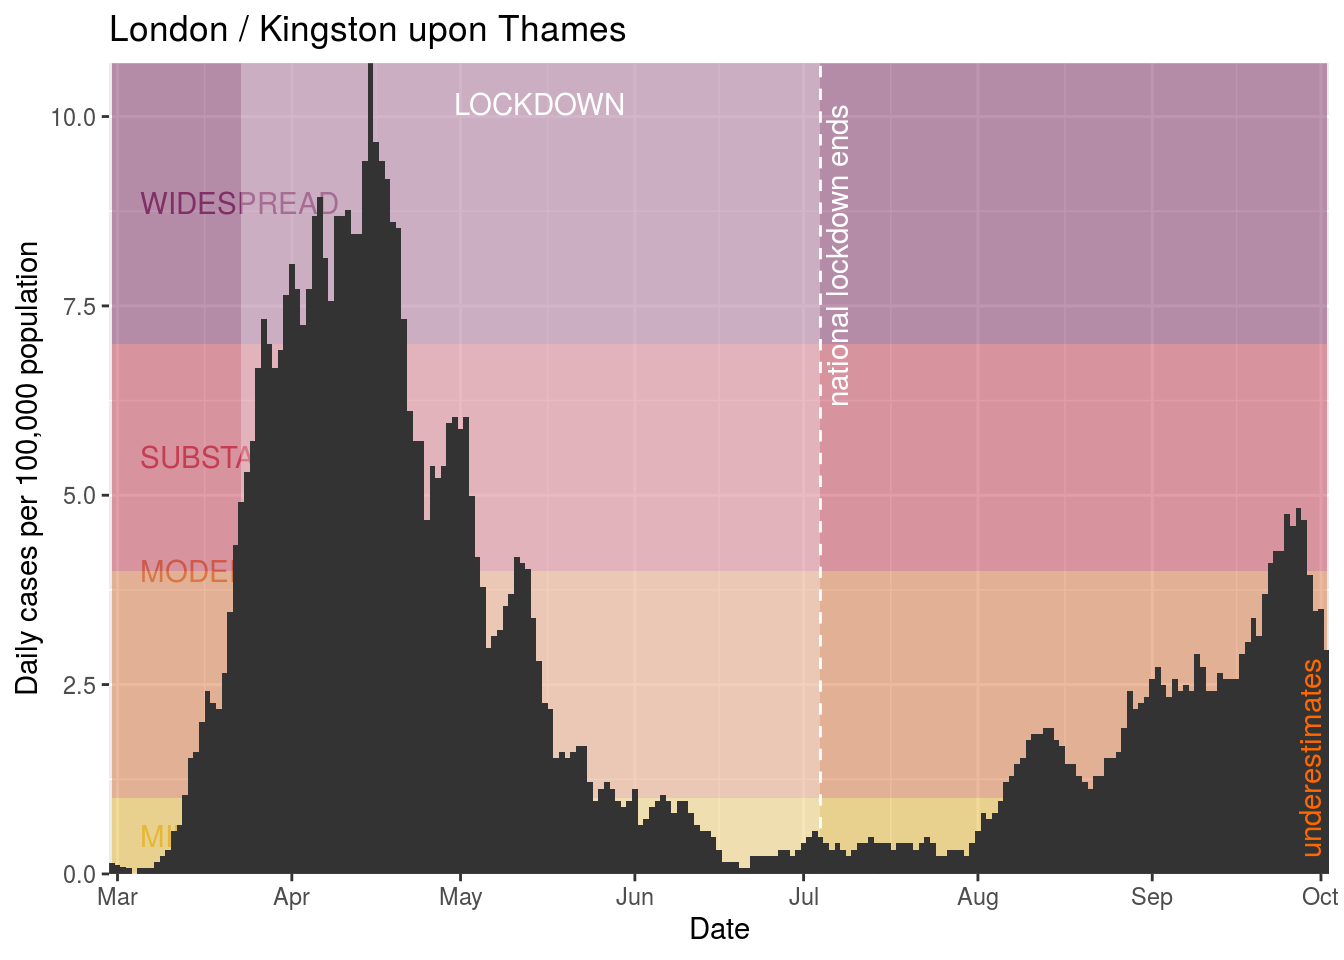 London / Kingston upon Thames
Daily cases per 100,000 population
10.0
7.5
5.0
2.5
0.0
LOCKDOWN
WIDESPREAD
SUBSTA
MODE
MI
national lockdown ends
underestimates
Mar Apr May Jun Jul Aug Sep Oct
Date